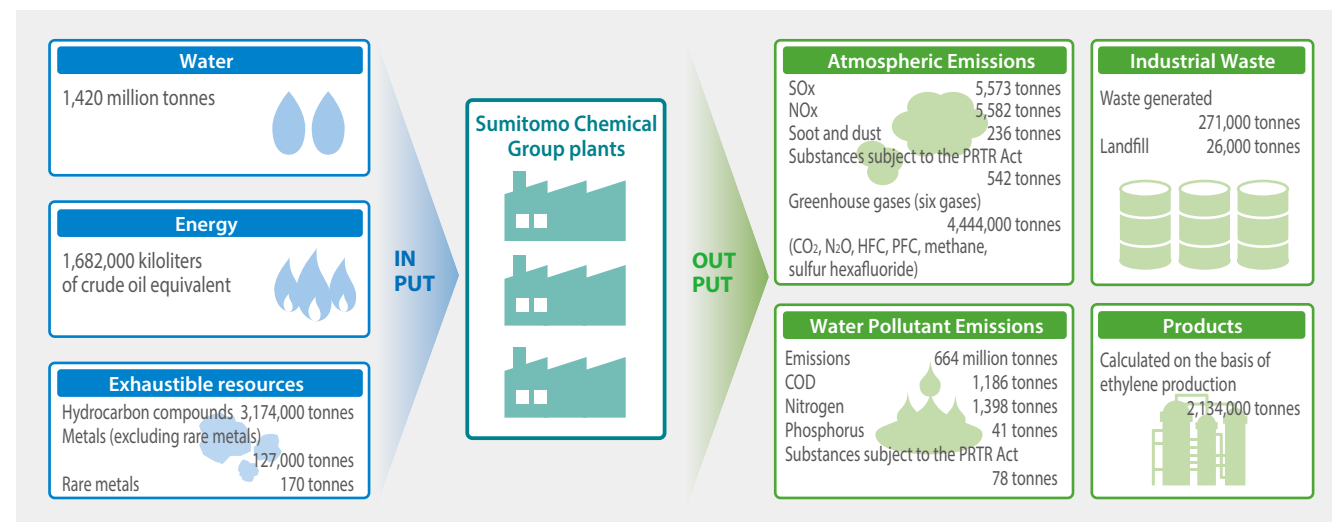 Water
1,420 million tonnes
Energy
1,682,000 kiloliters
of crude oil equivalent
Exhaustible resources
Hydrocarbon compounds 3,174,000 tonnes
Metals (excluding rare metals)
127,000 tonnes
Rare metals 170 tonnes
IN
PUT
Sumitomo Chemical
Group plants
OUT
PUT
Atmospheric Emissions
SOx 5,573 tonnes
NOx 5,582 tonnes
Soot and dust 236 tonnes
Substances subject to the PRTR Act
542 tonnes
Greenhouse gases (six gases)
4,444,000 tonnes
(CO₂, N₂O, HFC, PFC, methane,
sulfur hexafluoride)
Industrial Waste
Waste generated
271,000 tonnes
Landfill 26,000 tonnes
Water Pollutant Emissions
Emissions 664 million tonnes
COD 1,186 tonnes
Nitrogen 1,398 tonnes
Phosphorus 41 tonnes
Substances subject to the PRTR Act
78 tonnes
Products
Calculated on the basis of
ethylene production
2,134,000 tonnes